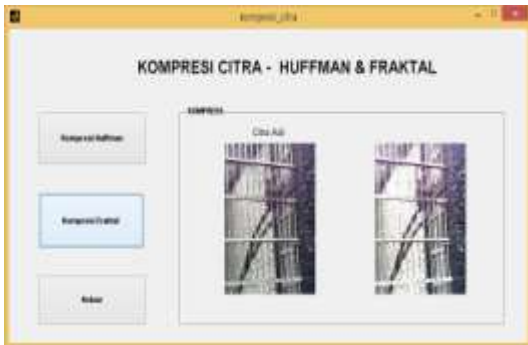 kompresi_citra
KOMPRESI CITRA - HUFFMAN & FRAKTAL
KOMPRESI
Citra Asli
Kompresi Huffman
Kompresi Fraktal
Keluar